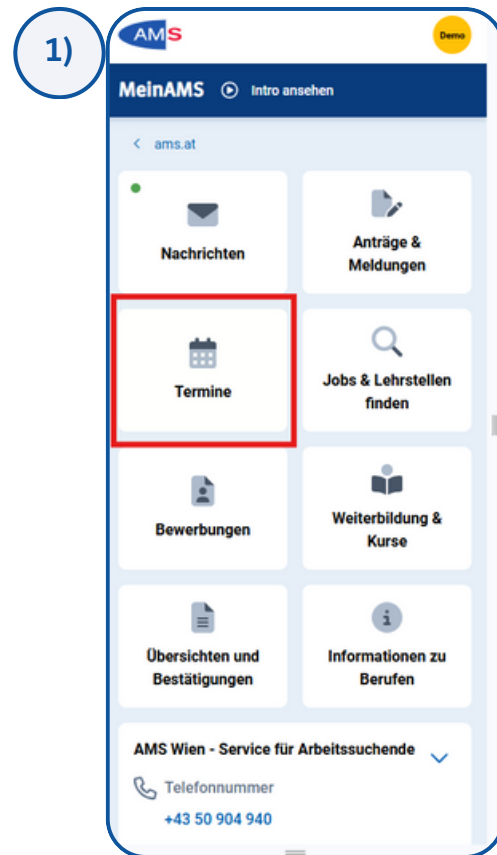 1)
AMS
Demo
MeinAMS Intro ansehen
< ams.at
Nachrichten
Anträge &
Meldungen
Termine
Jobs & Lehrstellen
finden
Bewerbungen
Weiterbildung &
Kurse
Übersichten und
Bestätigungen
Informationen zu
Berufen
AMS Wien - Service für Arbeitssuchende
Telefonnummer
+43 50 904 940